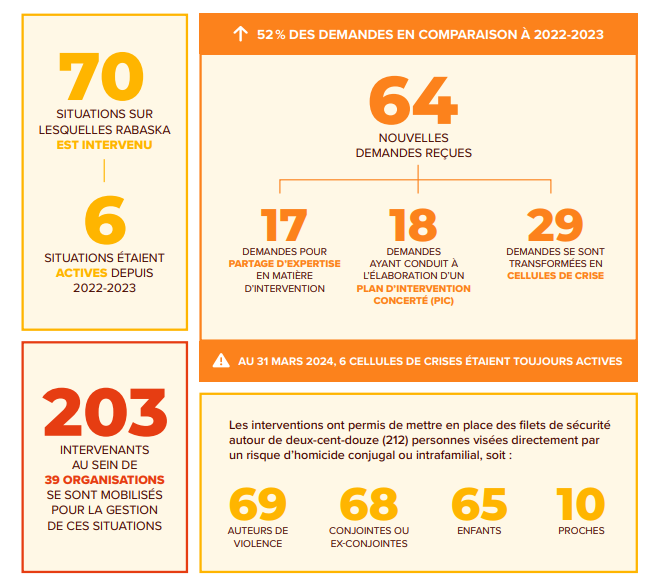 70
SITUATIONS SUR
LESQUELLES RABASKA
EST INTERVENU
6
SITUATIONS ÉTAIENT
ACTIVES DEPUIS
2022-2023
52 % DES DEMANDES EN COMPARAISON À 2022-2023
64
NOUVELLES
DEMANDES REÇUES
17
DEMANDES POUR
PARTAGE D'EXPERTISE
EN MATIÈRE
D'INTERVENTION
18
DEMANDES
AYANT CONDUIT À
L'ÉLABORATION D'UN
PLAN D'INTERVENTION
CONCERTÉ (PIC)
29
DEMANDES SE SONT
TRANSFORMÉES EN
CELLULES DE CRISE
AU 31 MARS 2024, 6 CELLULES DE CRISES ÉTAIENT TOUJOURS ACTIVES
203
INTERVENANTS
AU SEIN DE
39 ORGANISATIONS
SE SONT MOBILISÉS
POUR LA GESTION
DE CES SITUATIONS
Les interventions ont permis de mettre en place des filets de sécurité
autour de deux-cent-douze (212) personnes visées directement par
un risque d'homicide conjugal ou intrafamilial, soit :
69
AUTEURS DE
VIOLENCE
68
CONJOINTES OU
EX-CONJOINTES
65
ENFANTS
10
PROCHES